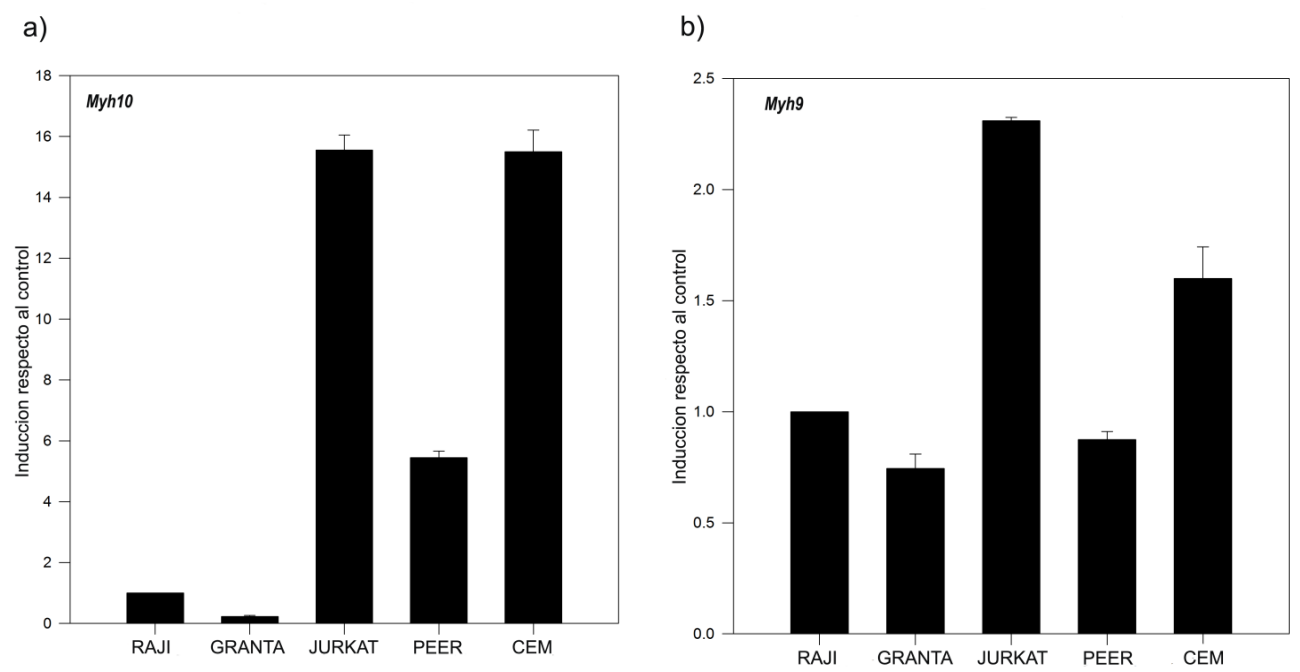 a)
Myh10
Induccion respecto al control
18
16
14
12
10
8
6
4
2
0
RAJI GRANTA JURKAT PEER CEM
b)
Myh9
Induccion respecto al control
2.5
2.0
1.5
1.0
0.5
0.0
RAJI GRANTA JURKAT PEER CEM